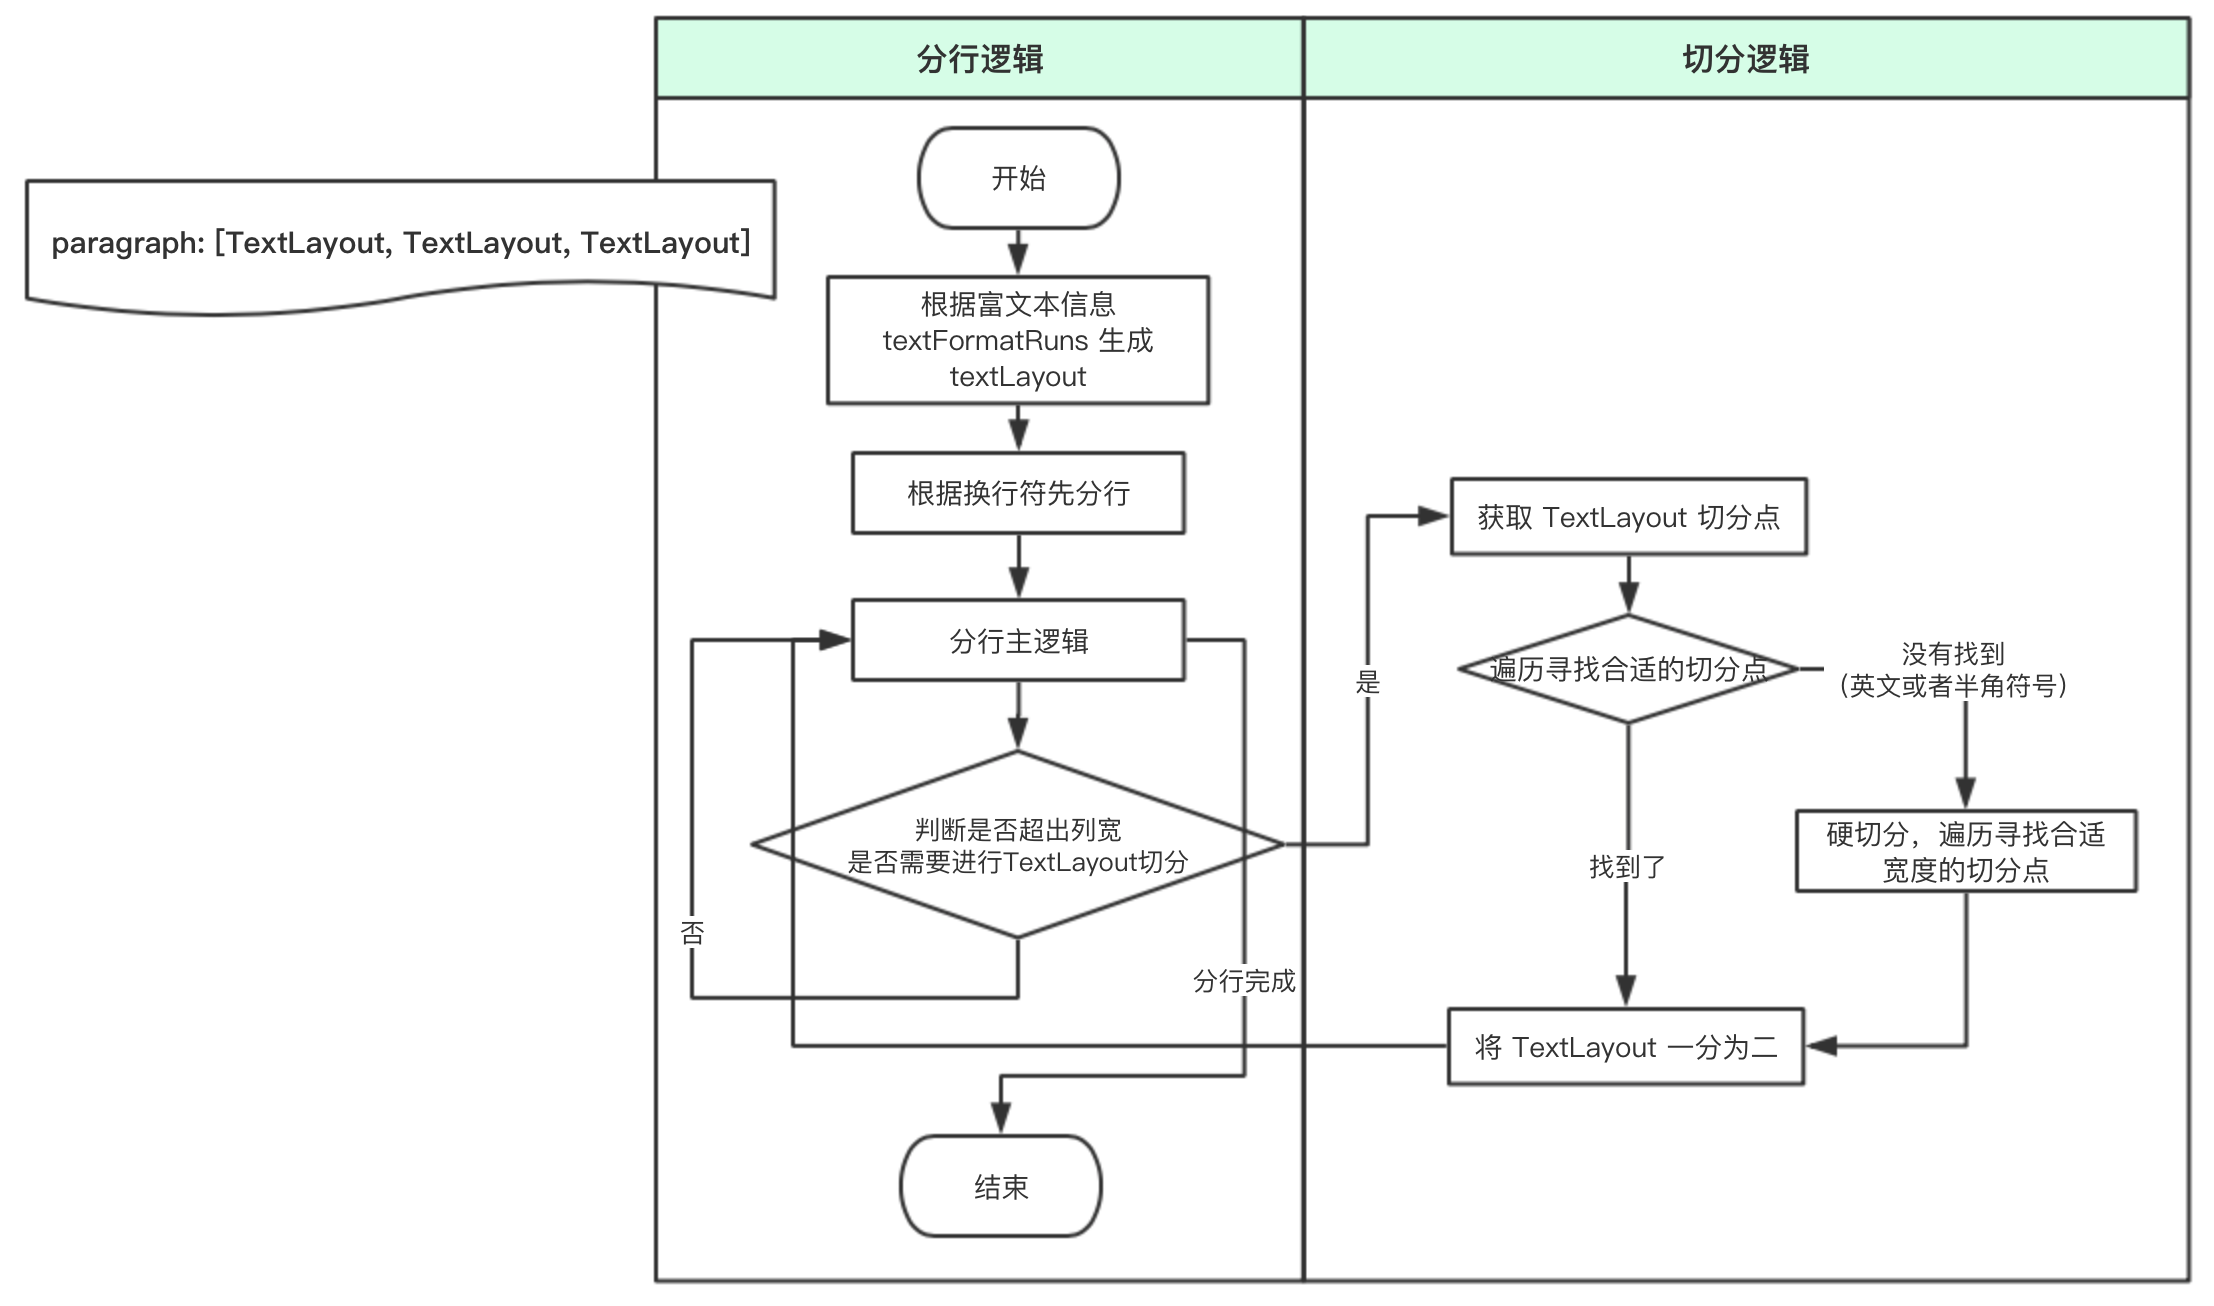 分行逻辑
切分逻辑
开始
paragraph: [TextLayout, TextLayout, TextLayout]
根据富文本信息
textFormatRuns 生成
textLayout
根据换行符先分行
获取 TextLayout 切分点
分行主逻辑
是
遍历寻找合适的切分点
没有找到
（英文或者半角符号）
判断是否超出列宽
是否需要进行TextLayout切分
硬切分，遍历寻找合适
宽度的切分点
找到了
否
分行完成
将 TextLayout 一分为二
结束